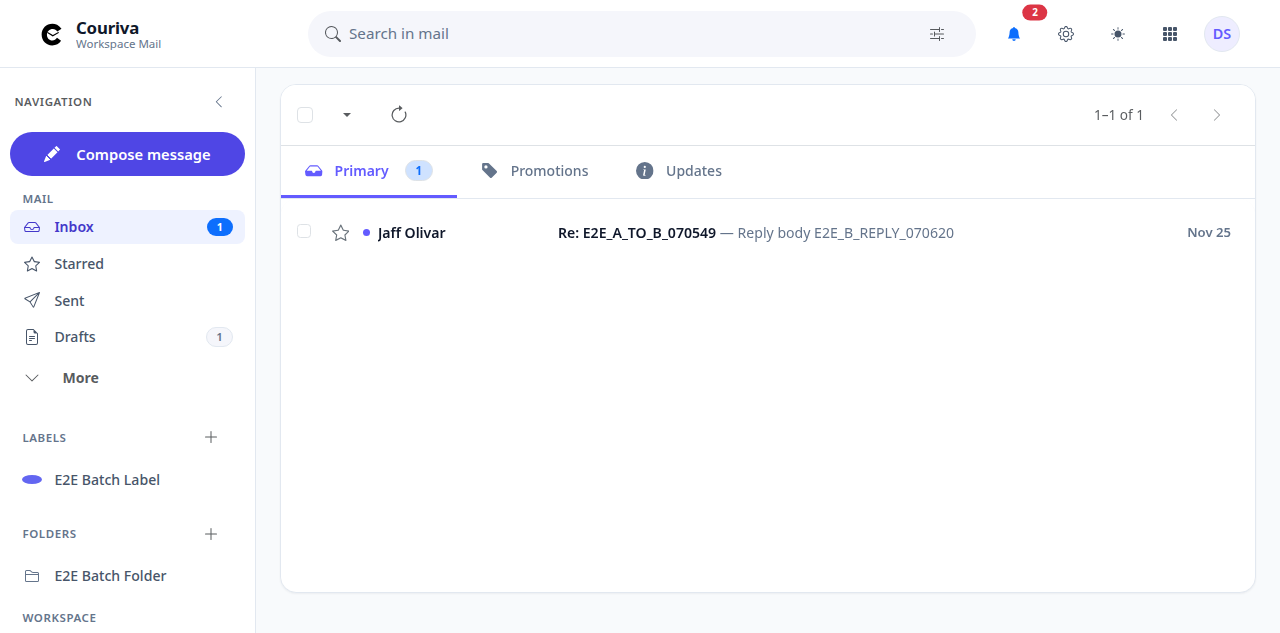 Couriva
Workspace Mail
Search in mail
2
DS
NAVIGATION
Compose message
MAIL
Inbox 1
Starred
Sent
Drafts 1
More
LABELS
E2E Batch Label
FOLDERS
E2E Batch Folder
WORKSPACE
1–1 of 1
Primary 1 Promotions Updates
Jaff Olivar Re: E2E_A_TO_B_070549 — Reply body E2E_B_REPLY_070620 Nov 25